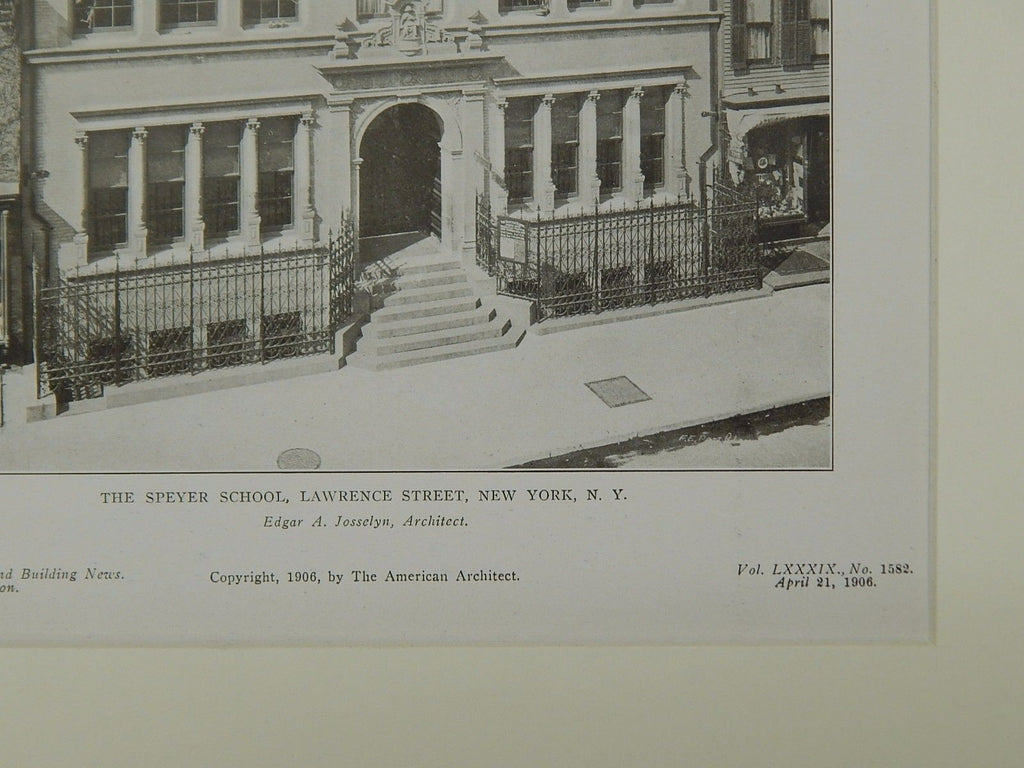 THE SPEYER SCHOOL, LAWRENCE STREET, NEW YORK, N. Y.
Edgar A. Josselyn, Architect.
nd Building News.
on.
Copyright, 1906, by The American Architect.
Vol. LXXXIX., No. 1582.
April 21, 1906.